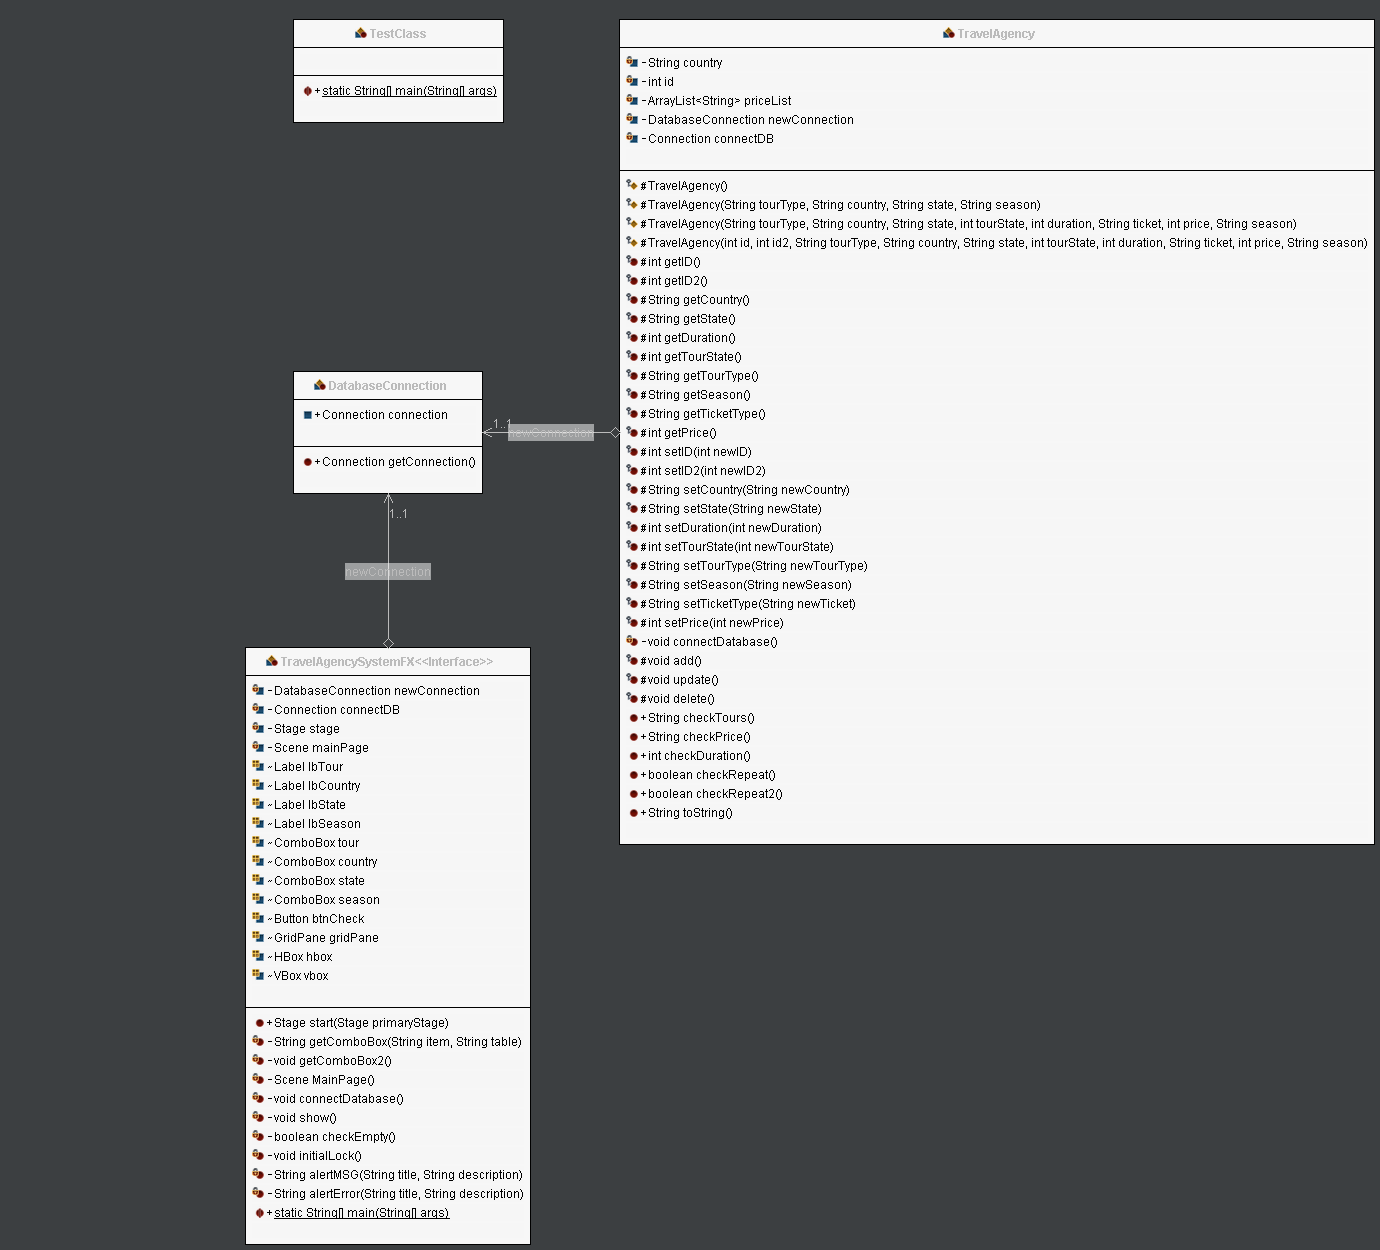 TestClass
+static String[] main(String[] args)
TravelAgency
-String country
-int id
-ArrayList<String> priceList
-DatabaseConnection newConnection
-Connection connectDB
#TravelAgency()
#TravelAgency(String tourType, String country, String state, String season)
#TravelAgency(String tourType, String country, String state, int tourState, int duration, String ticket, int price, String season)
#TravelAgency(int id, int id2, String tourType, String country, String state, int tourState, int duration, String ticket, int price, String season)
#int getID()
#int getID2()
#String getCountry()
#String getState()
#int getDuration()
#int getTourState()
#String getTourType()
#String getSeason()
#String getTicketType()
#int getPrice()
#int setID(int newID)
#int setID2(int newID2)
#String setCountry(String newCountry)
#String setState(String newState)
#int setDuration(int newDuration)
#int setTourState(int newTourState)
#String setTourType(String newTourType)
#String setSeason(String newSeason)
#String setTicketType(String newTicket)
#int setPrice(int newPrice)
-void connectDatabase()
#void add()
#void update()
#void delete()
+String checkTours()
+String checkPrice()
+int checkDuration()
+boolean checkRepeat()
+boolean checkRepeat2()
+String toString()
DatabaseConnection
+Connection connection
+Connection getConnection()
1..1
newConnection
1..1
newConnection
TravelAgencySystemFX<<Interface>>
-DatabaseConnection newConnection
-Connection connectDB
-Stage stage
-Scene mainPage
~Label lbTour
~Label lbCountry
~Label lbState
~Label lbSeason
~ComboBox tour
~ComboBox country
~ComboBox state
~ComboBox season
~Button btnCheck
~GridPane gridPane
~HBox hbox
~VBox vbox
+Stage start(Stage primaryStage)
-String getComboBox(String item, String table)
-void getComboBox2()
-Scene MainPage()
-void connectDatabase()
-void show()
-boolean checkEmpty()
-void initialLock()
-String alertMSG(String title, String description)
-String alertError(String title, String description)
+static String[] main(String[] args)